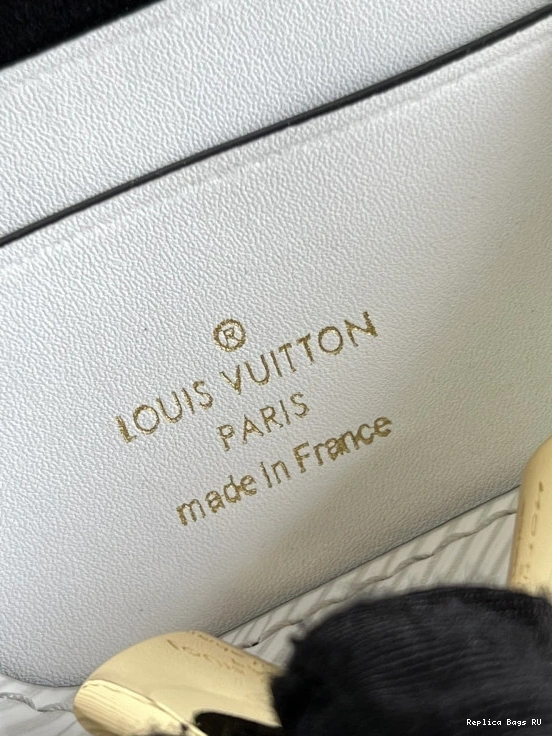 ®
LOUIS VUITTON
PARIS
made in France
Replica Bags RU